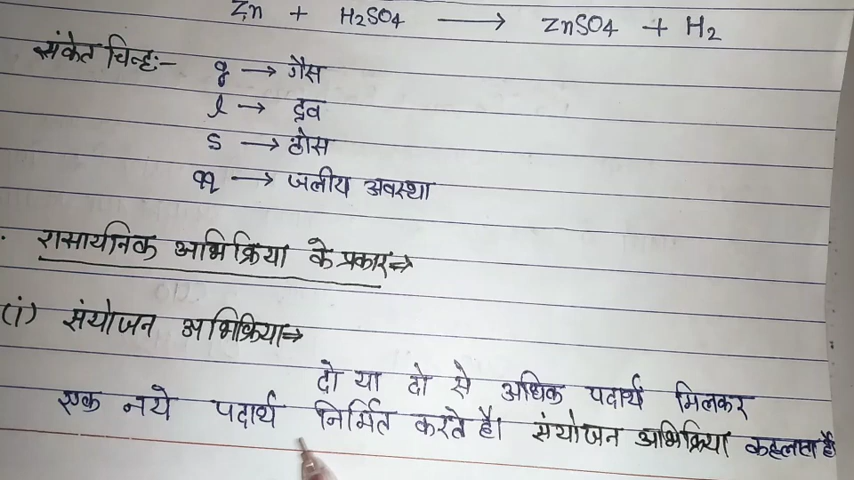 Zn + H2SO4 → ZnSO4 + H2
संकेत चिन्ह:-
g → गैस
l → द्रव
s → ठोस
aq → जलीय अवस्था
रासायनिक अभिक्रिया के प्रकार⇒
(i) संयोजन अभिक्रिया⇒
दो या दो से अधिक पदार्थ मिलकर
एक नये पदार्थ निर्मित करते है। संयोजन अभिक्रिया कहलाता है